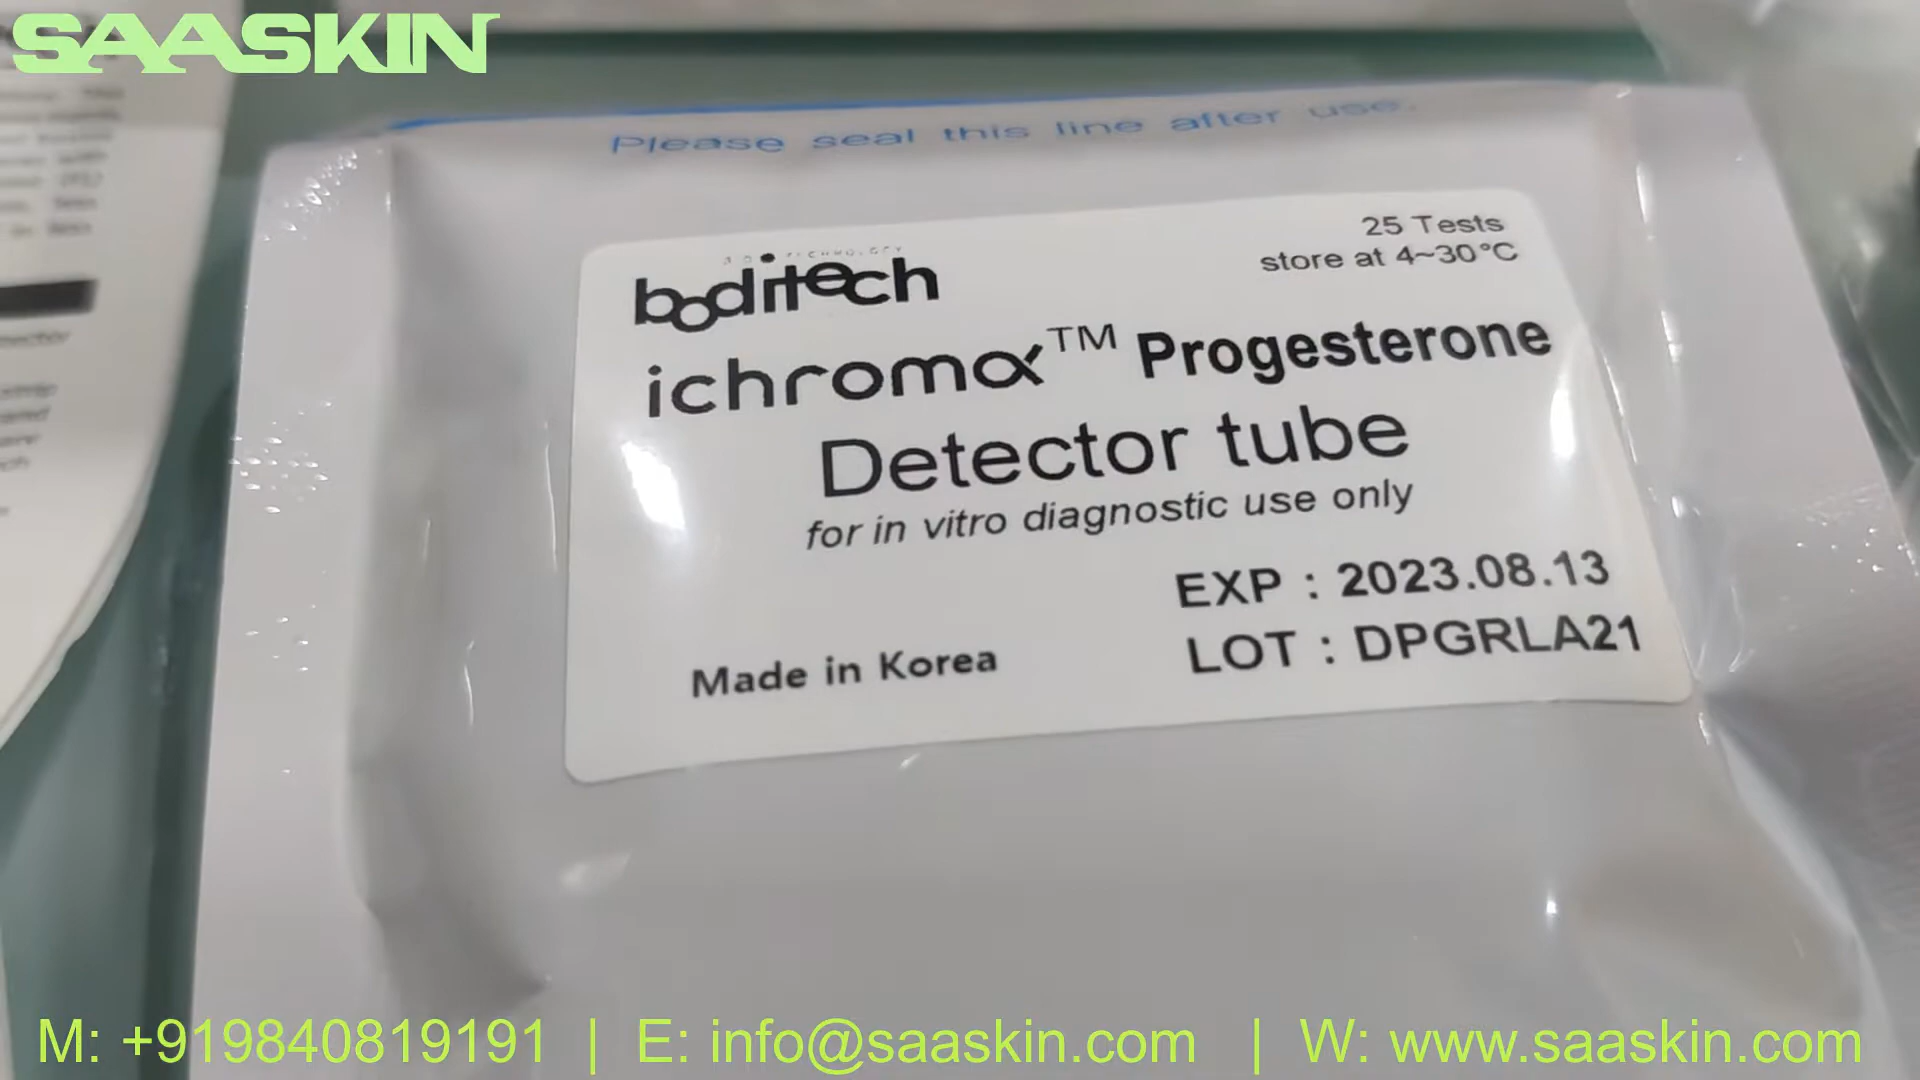 SAASKIN
Please seal this line after use.
25 Tests
store at 4~30°C
boditech
ichromα™ Progesterone
Detector tube
for in vitro diagnostic use only
EXP : 2023.08.13
LOT : DPGRLA21
Made in Korea
M: +919840819191 | E: info@saaskin.com | W: www.saaskin.com